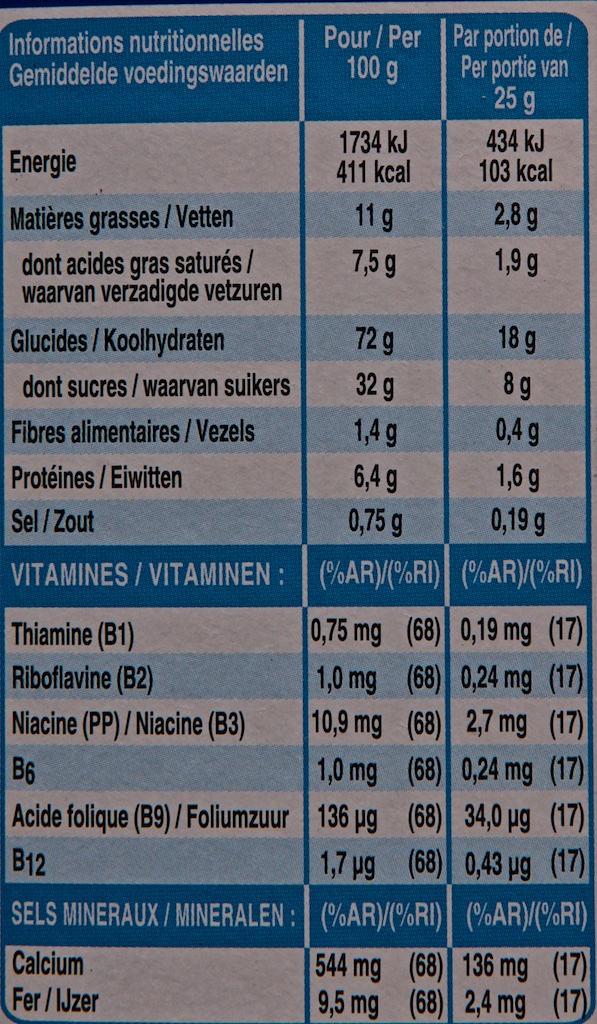 Informations nutritionnelles
Gemiddelde voedingswaarden
Pour / Per
100 g
Par portion de /
Per portie van
25 g
Energie
1734 kJ
411 kcal
434 kJ
103 kcal
Matières grasses / Vetten 11 g 2,8 g
dont acides gras saturés /
waarvan verzadigde vetzuren
7,5 g 1,9 g
Glucides / Koolhydraten 72 g 18 g
dont sucres / waarvan suikers 32 g 8 g
Fibres alimentaires / Vezels 1,4 g 0,4 g
Protéines / Eiwitten 6,4 g 1,6 g
Sel / Zout 0,75 g 0,19 g
VITAMINES / VITAMINEN : (%AR)/(%RI) (%AR)/(%RI)
Thiamine (B1) 0,75 mg (68) 0,19 mg (17)
Riboflavine (B2) 1,0 mg (68) 0,24 mg (17)
Niacine (PP) / Niacine (B3) 10,9 mg (68) 2,7 mg (17)
B6 1,0 mg (68) 0,24 mg (17)
Acide folique (B9) / Foliumzuur 136 µg (68) 34,0 µg (17)
B12 1,7 µg (68) 0,43 µg (17)
SELS MINERAUX / MINERALEN : (%AR)/(%RI) (%AR)/(%RI)
Calcium 544 mg (68) 136 mg (17)
Fer / IJzer 9,5 mg (68) 2,4 mg (17)